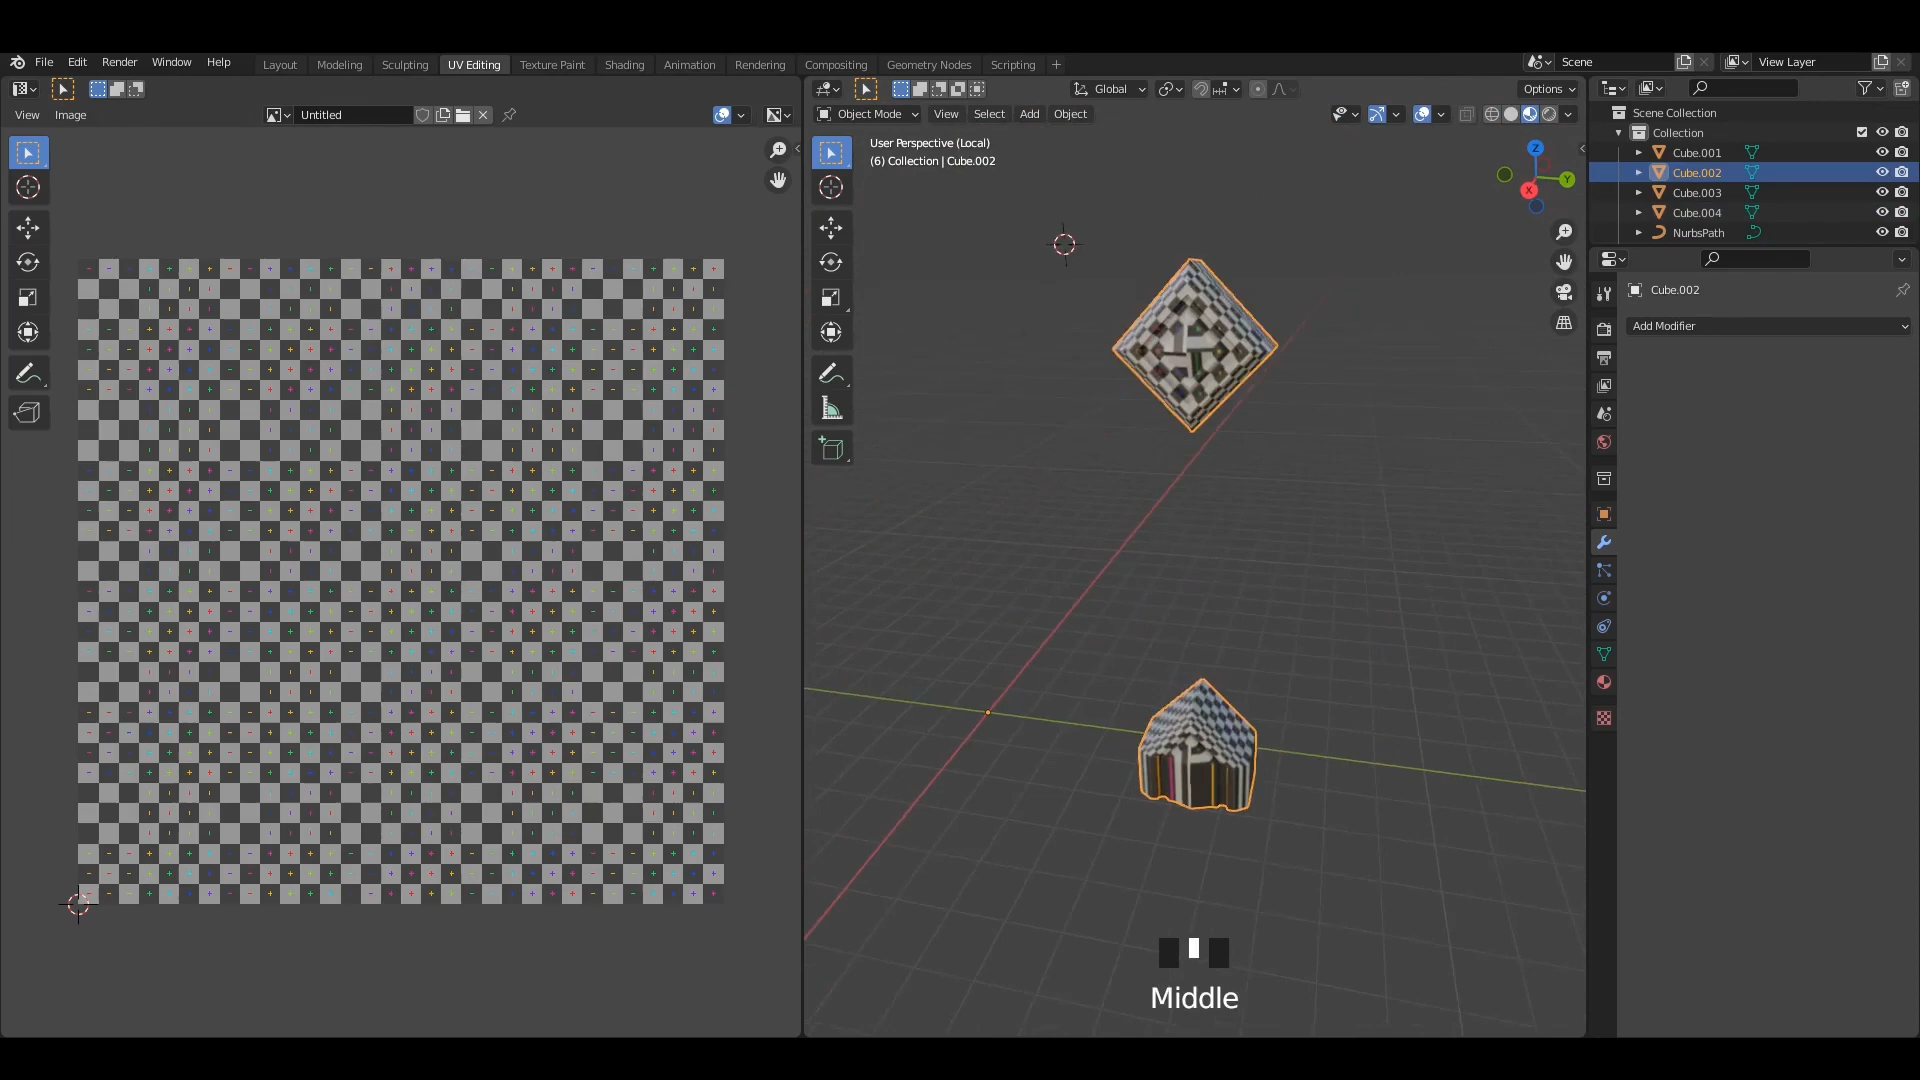 File Edit Render Window Help
Layout Modeling Sculpting UV Editing Texture Paint Shading Animation Rendering Compositing Geometry Nodes Scripting +
Scene
View Layer
Global
Options
View Image
Untitled
Object Mode View Select Add Object
User Perspective (Local)
(6) Collection | Cube.002
Z
Y
X
Scene Collection
Collection
Cube.001
Cube.002
Cube.003
Cube.004
NurbsPath
Cube.002
Add Modifier
Middle